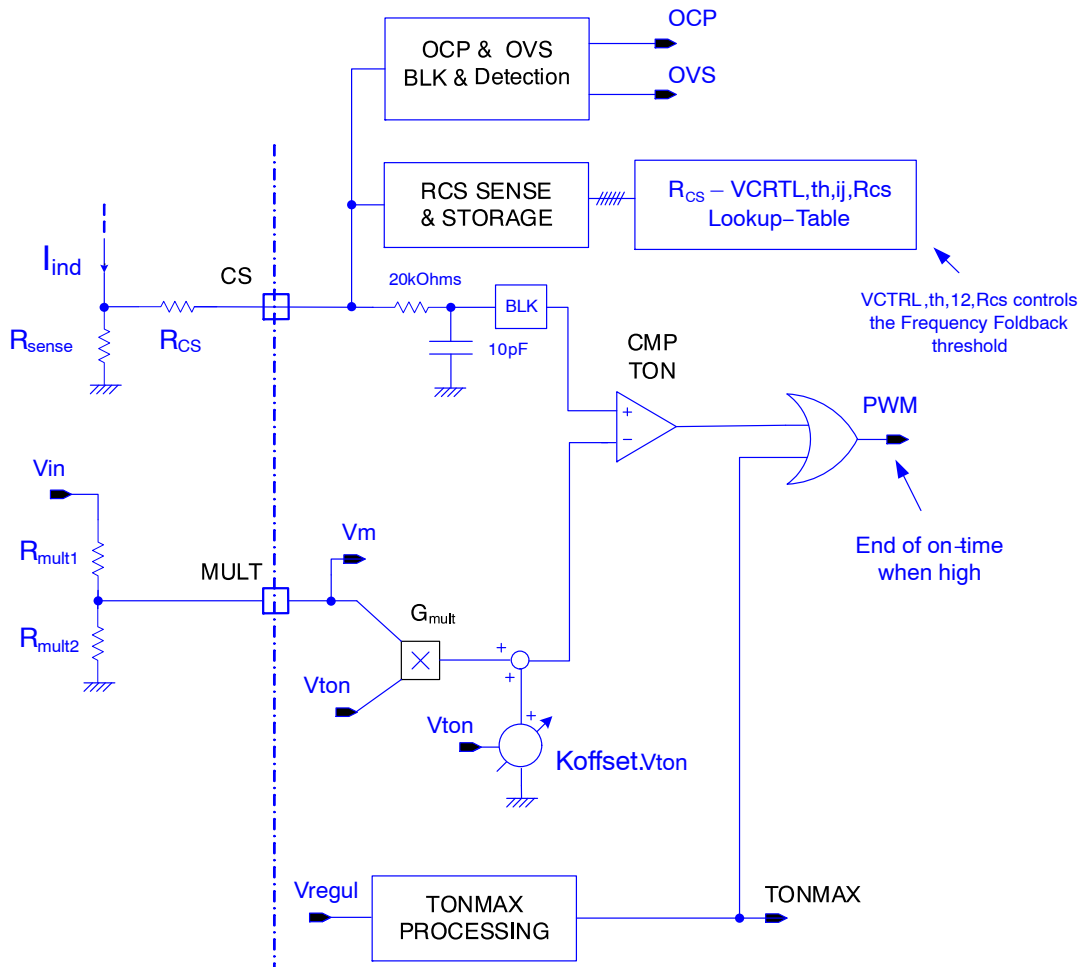 OCP
OCP & OVS
BLK & Detection
OVS
RCS SENSE
& STORAGE
RCS – VCRTL,th,ij,Rcs
Lookup–Table
Iind
CS
20kOhms
BLK
VCTRL,th,12,Rcs controls
the Frequency Foldback
threshold
Rsense
RCS
10pF
CMP
TON
+
−
PWM
Vin
Vm
End of on–time
when high
Rmult1
MULT
Gmult
Rmult2
×
+
+
Vton
+
Vton
Koffset.Vton
Vregul
TONMAX
PROCESSING
TONMAX